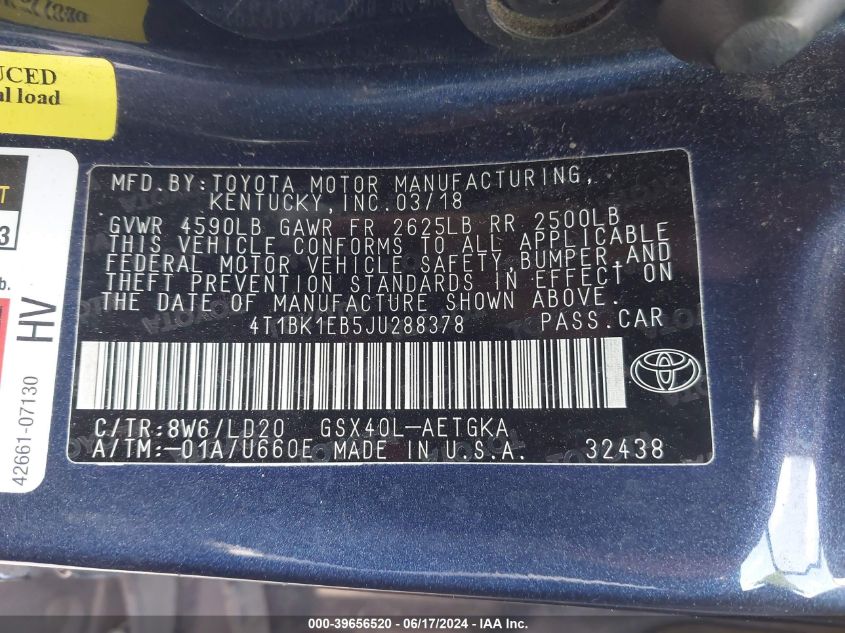 UCED
al load
T
3
b.
HV
42661-07130
MFD.BY:TOYOTA MOTOR MANUFACTURING,
KENTUCKY,INC.03/18
GVWR 4590LB GAWR FR 2625LB RR 2500LB
THIS VEHICLE CONFORMS TO ALL APPLICABLE
FEDERAL MOTOR VEHICLE SAFETY,BUMPER,AND
THEFT PREVENTION STANDARDS IN EFFECT ON
THE DATE OF MANUFACTURE SHOWN ABOVE.
4T1BK1EB5JU288378 PASS.CAR
C/TR:8W6/LD20 GSX40L-AETGKA
A/TM:-01A/U660E MADE IN U.S.A. 32438
000-39656520 - 06/17/2024 - IAA Inc.